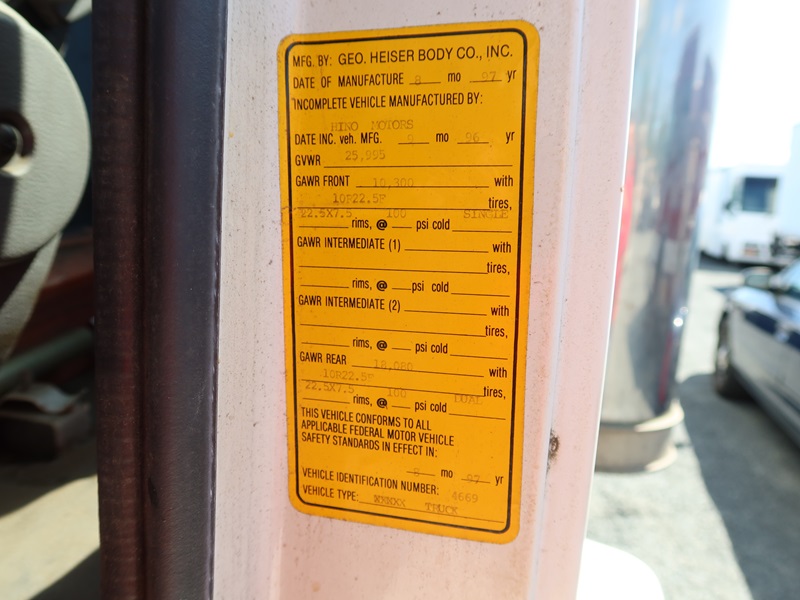 MFG. BY: GEO. HEISER BODY CO., INC.
DATE OF MANUFACTURE 8 mo 97 yr
INCOMPLETE VEHICLE MANUFACTURED BY:
HINO MOTORS
DATE INC. veh. MFG. 9 mo 96 yr
GVWR 25,995
GAWR FRONT 10,300 with
10R22.5F tires,
22.5X7.5 rims, @ 100 psi cold SINGLE
GAWR INTERMEDIATE (1) with
tires,
rims, @ psi cold
GAWR INTERMEDIATE (2) with
tires,
rims, @ psi cold
GAWR REAR 18,080 with
10R22.5F tires,
22.5X7.5 rims, @ 100 psi cold DUAL
THIS VEHICLE CONFORMS TO ALL
APPLICABLE FEDERAL MOTOR VEHICLE
SAFETY STANDARDS IN EFFECT IN:
8 mo 97 yr
VEHICLE IDENTIFICATION NUMBER: 4669
VEHICLE TYPE: TRUCK